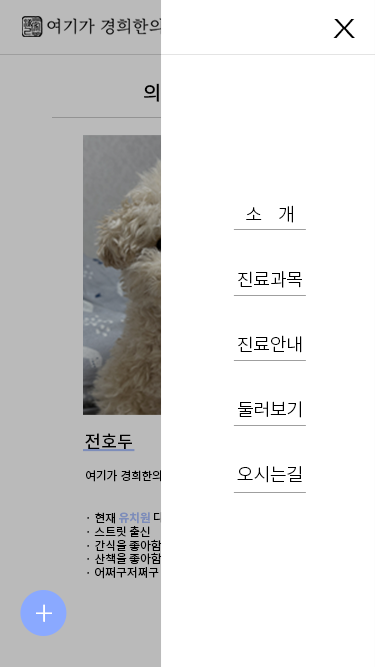 여기가 경희한의
의
소 개
진료과목
진료안내
둘러보기
오시는길
전호두
여기가 경희한의
· 현재 유치원 다
· 스트릿 출신
· 간식을 좋아함
· 산책을 좋아함
· 어쩌구저쩌구